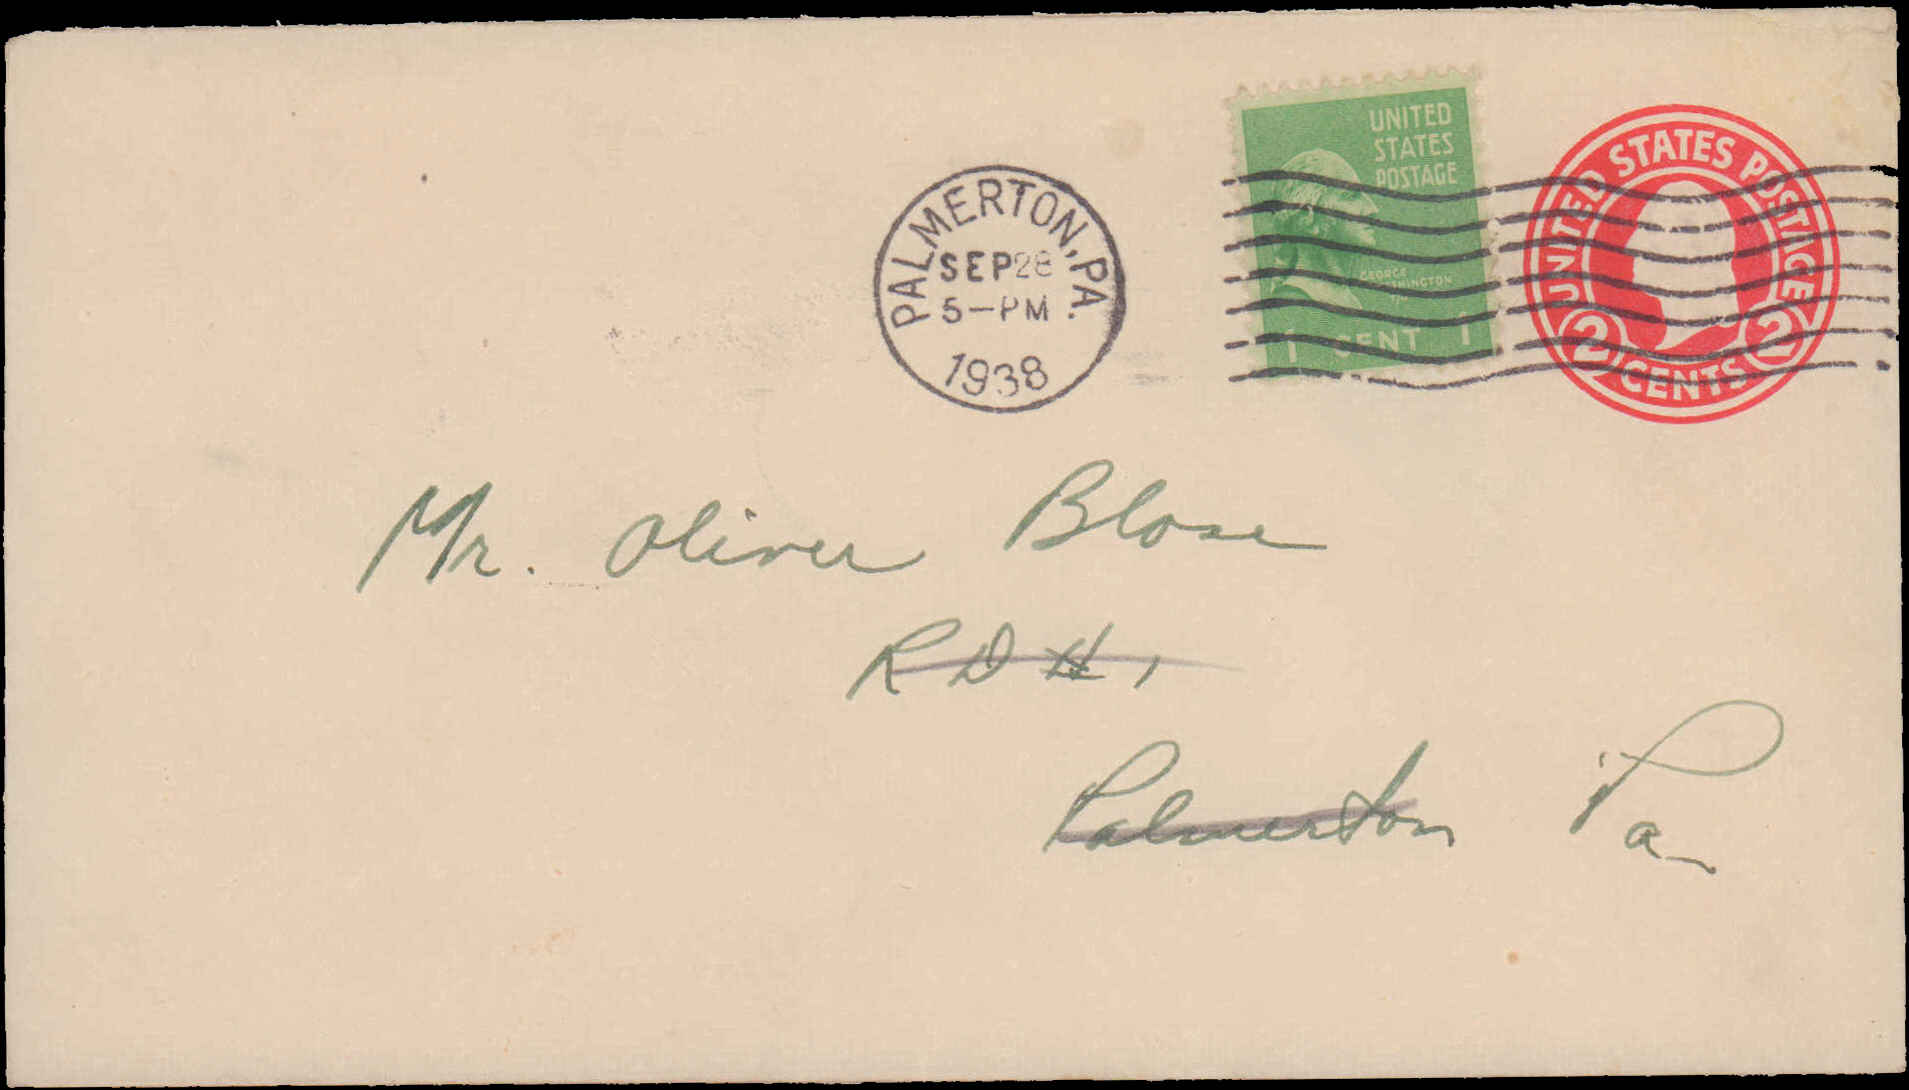 UNITED STATES POSTAGE
GEORGE WASHINGTON
1 CENT 1
UNITED STATES POSTAGE
2 CENTS 2
PALMERTON, PA.
SEP 28
5-PM
1938
Mr. Oliver Blose
R D # 1
Palmerton Pa